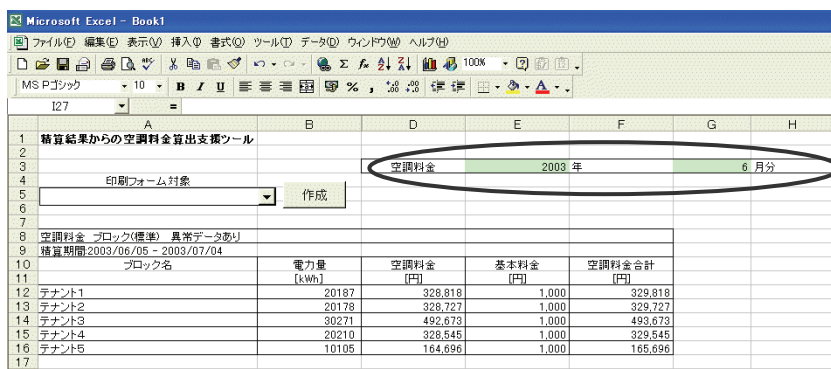 Microsoft Excel - Book1
ファイル(F) 編集(E) 表示(V) 挿入(I) 書式(O) ツール(T) データ(D) ウィンドウ(W) ヘルプ(H)
100%
MS Pゴシック 10 B I U
I27 =
A B D E F G H
1 精算結果からの空調料金算出支援ツール
2
3 空調料金 2003 年 6 月分
4 印刷フォーム対象
5 作成
6
7
8 空調料金 ブロック(標準) 異常データあり
9 精算期間:2003/06/05 - 2003/07/04
10 ブロック名 電力量 空調料金 基本料金 空調料金合計
11 [kWh] [円] [円] [円]
12 テナント1 20187 328,818 1,000 329,818
13 テナント2 20178 328,727 1,000 329,727
14 テナント3 30271 492,673 1,000 493,673
15 テナント4 20210 328,545 1,000 329,545
16 テナント5 10105 164,696 1,000 165,696
17